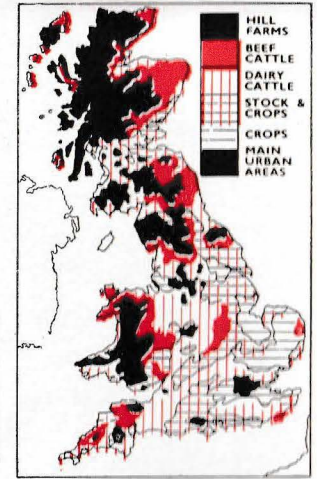 HILL
FARMS
BEEF
CATTLE
DAIRY
CATTLE
STOCK &
CROPS
CROPS
MAIN
URBAN
AREAS